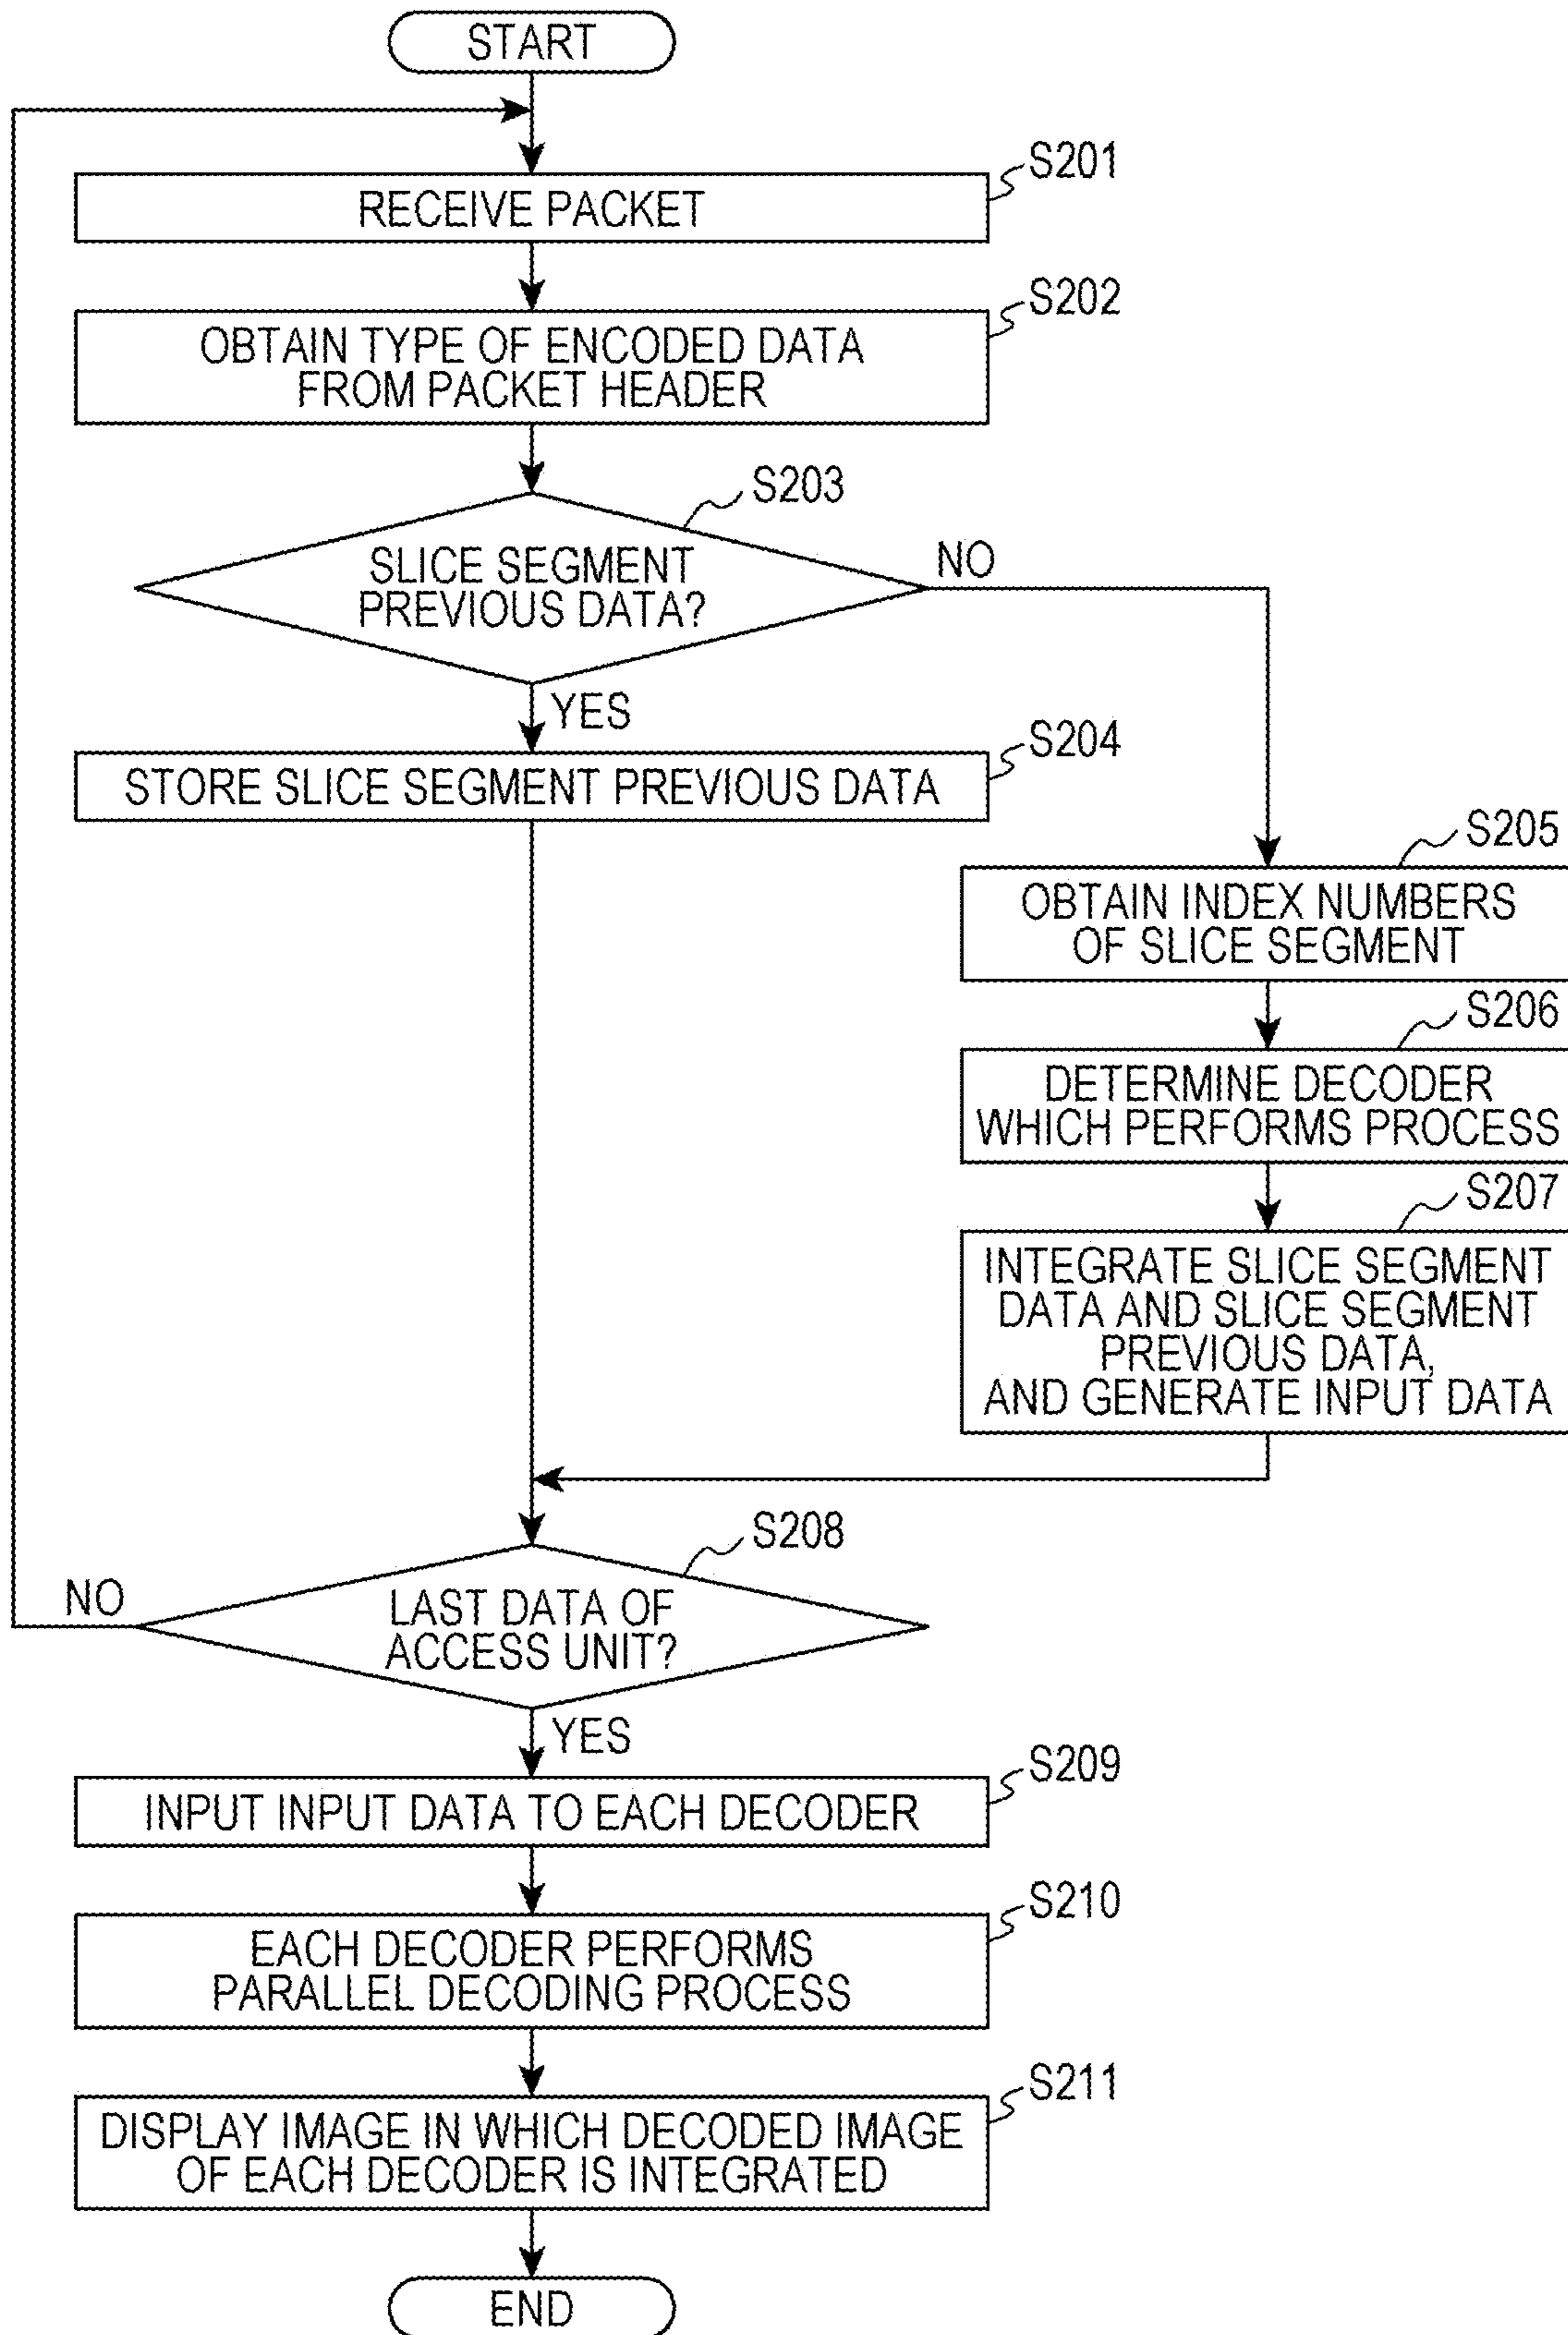 START
S201
RECEIVE PACKET
S202
OBTAIN TYPE OF ENCODED DATA
FROM PACKET HEADER
S203
SLICE SEGMENT
PREVIOUS DATA?
NO
YES
S204
STORE SLICE SEGMENT PREVIOUS DATA
S205
OBTAIN INDEX NUMBERS
OF SLICE SEGMENT
S206
DETERMINE DECODER
WHICH PERFORMS PROCESS
S207
INTEGRATE SLICE SEGMENT
DATA AND SLICE SEGMENT
PREVIOUS DATA,
AND GENERATE INPUT DATA
S208
LAST DATA OF
ACCESS UNIT?
NO
YES
S209
INPUT INPUT DATA TO EACH DECODER
S210
EACH DECODER PERFORMS
PARALLEL DECODING PROCESS
S211
DISPLAY IMAGE IN WHICH DECODED IMAGE
OF EACH DECODER IS INTEGRATED
END